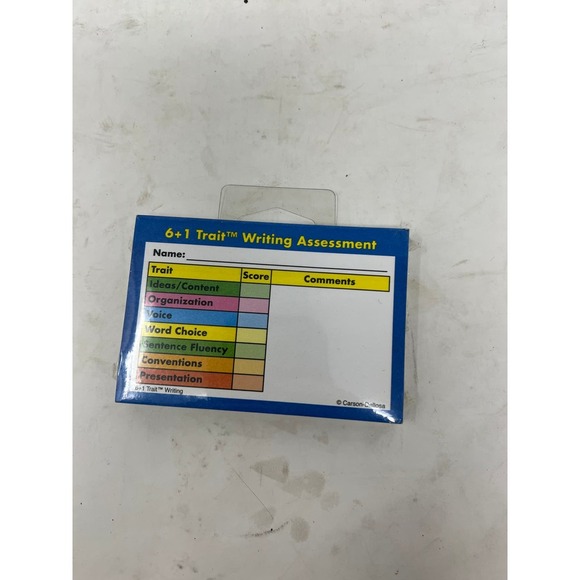 6+1 Trait™ Writing Assessment
Name:
Trait Score Comments
Ideas/Content
Organization
Voice
Word Choice
Sentence Fluency
Conventions
Presentation
6+1 Trait™ Writing
© Carson-Dellosa